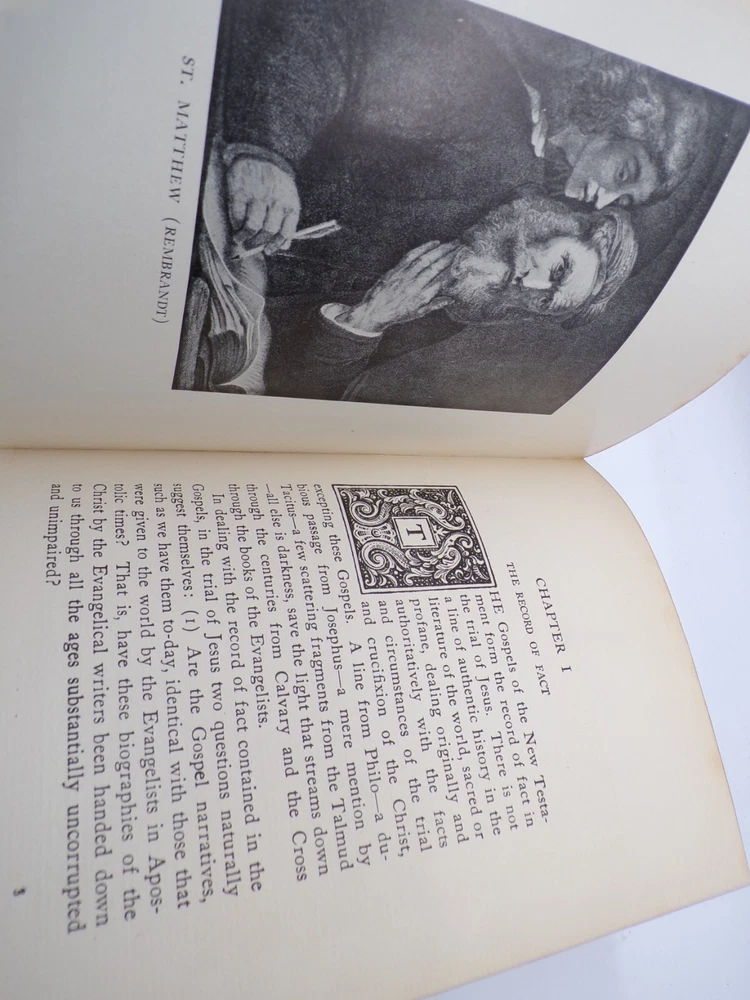 ST. MATTHEW (REMBRANDT)
CHAPTER I
THE RECORD OF FACT
THE Gospels of the New Testa-
ment form the record of fact in
the trial of Jesus. There is not
a line of authentic history in the
literature of the world, sacred or
profane, dealing originally and
authoritatively with the facts
and circumstances of the trial
and crucifixion of the Christ,
excepting these Gospels. A line from Philo—a du-
bious passage from Josephus—a mere mention by
Tacitus—a few scattering fragments from the Talmud
—all else is darkness, save the light that streams down
through the centuries from Calvary and the Cross
through the books of the Evangelists.
In dealing with the record of fact contained in the
Gospels, in the trial of Jesus two questions naturally
suggest themselves: (1) Are the Gospel narratives,
such as we have them to-day, identical with those that
were given to the world by the Evangelists in Apos-
tolic times? That is, have these biographies of the
Christ by the Evangelical writers been handed down
to us through all the ages substantially uncorrupted
and unimpaired?
3